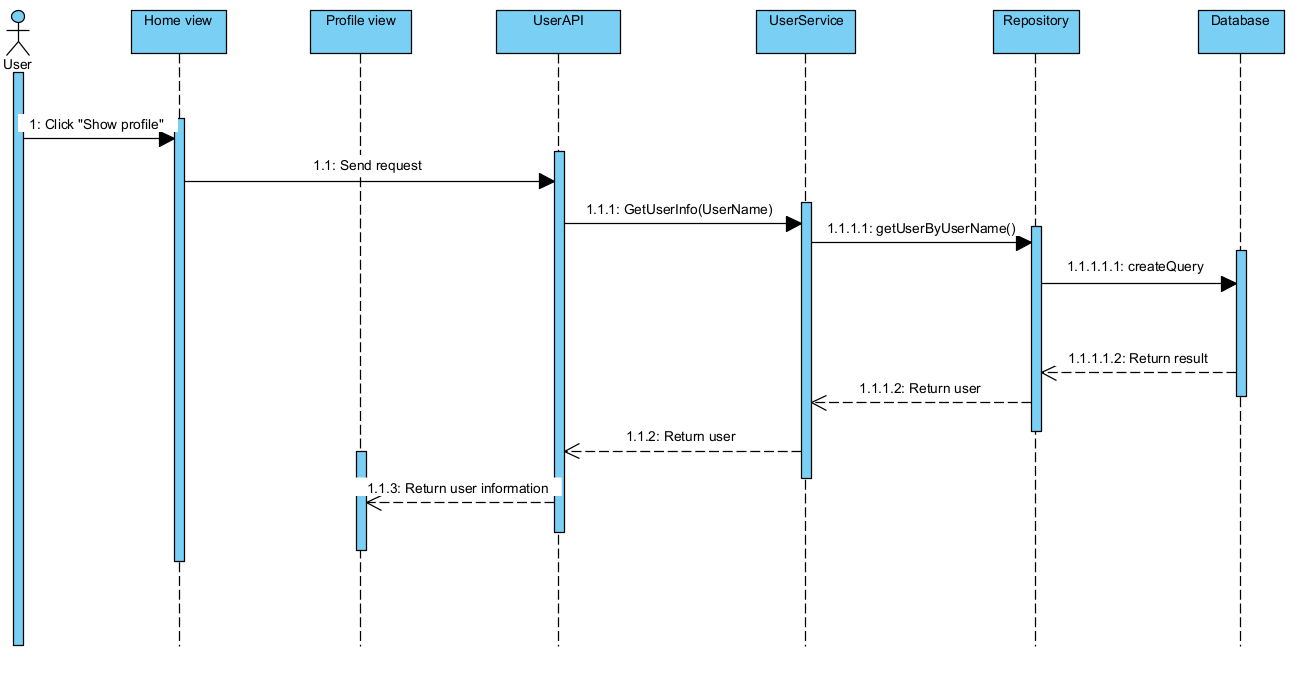 Home view
Profile view
UserAPI
UserService
Repository
Database
User
1: Click "Show profile"
1.1: Send request
1.1.1: GetUserInfo(UserName)
1.1.1.1: getUserByUserName()
1.1.1.1.1: createQuery
1.1.1.1.2: Return result
1.1.1.2: Return user
1.1.2: Return user
1.1.3: Return user information